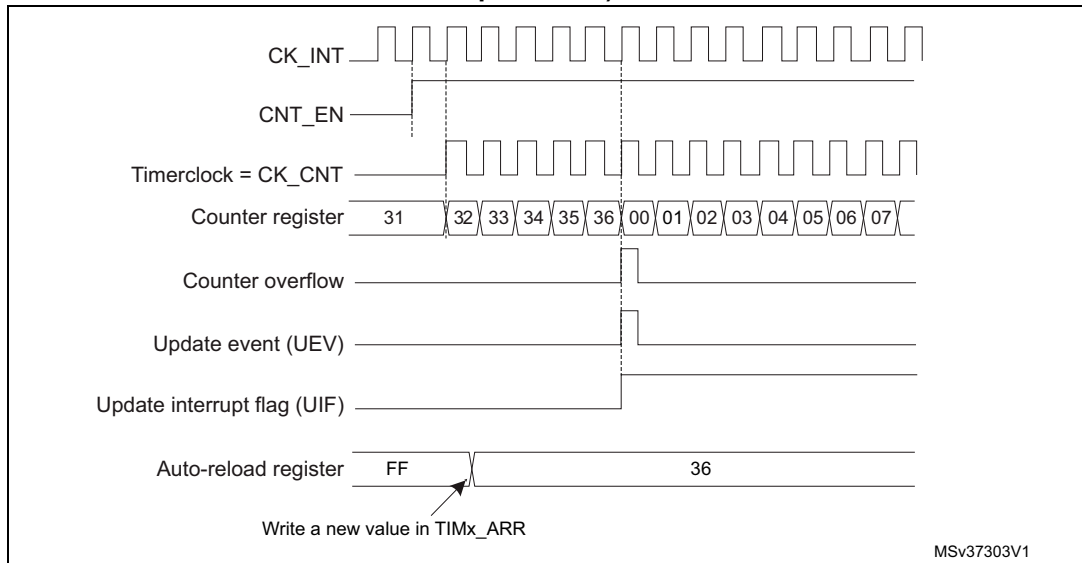 CK_INT
CNT_EN
Timerclock = CK_CNT
Counter register 31 32 33 34 35 36 00 01 02 03 04 05 06 07
Counter overflow
Update event (UEV)
Update interrupt flag (UIF)
Auto-reload register FF 36
Write a new value in TIMx_ARR
MSv37303V1